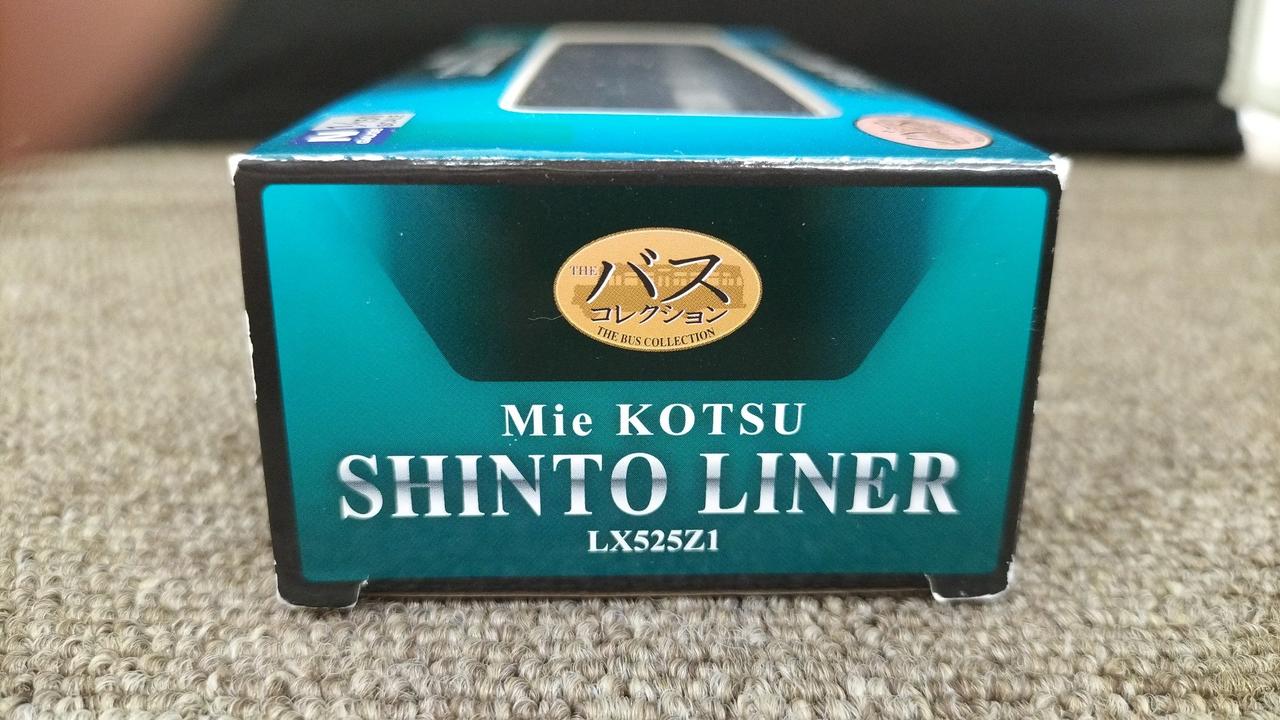 THE バス
コレクション
THE BUS COLLECTION
Mie KOTSU
SHINTO LINER
LX525Z1